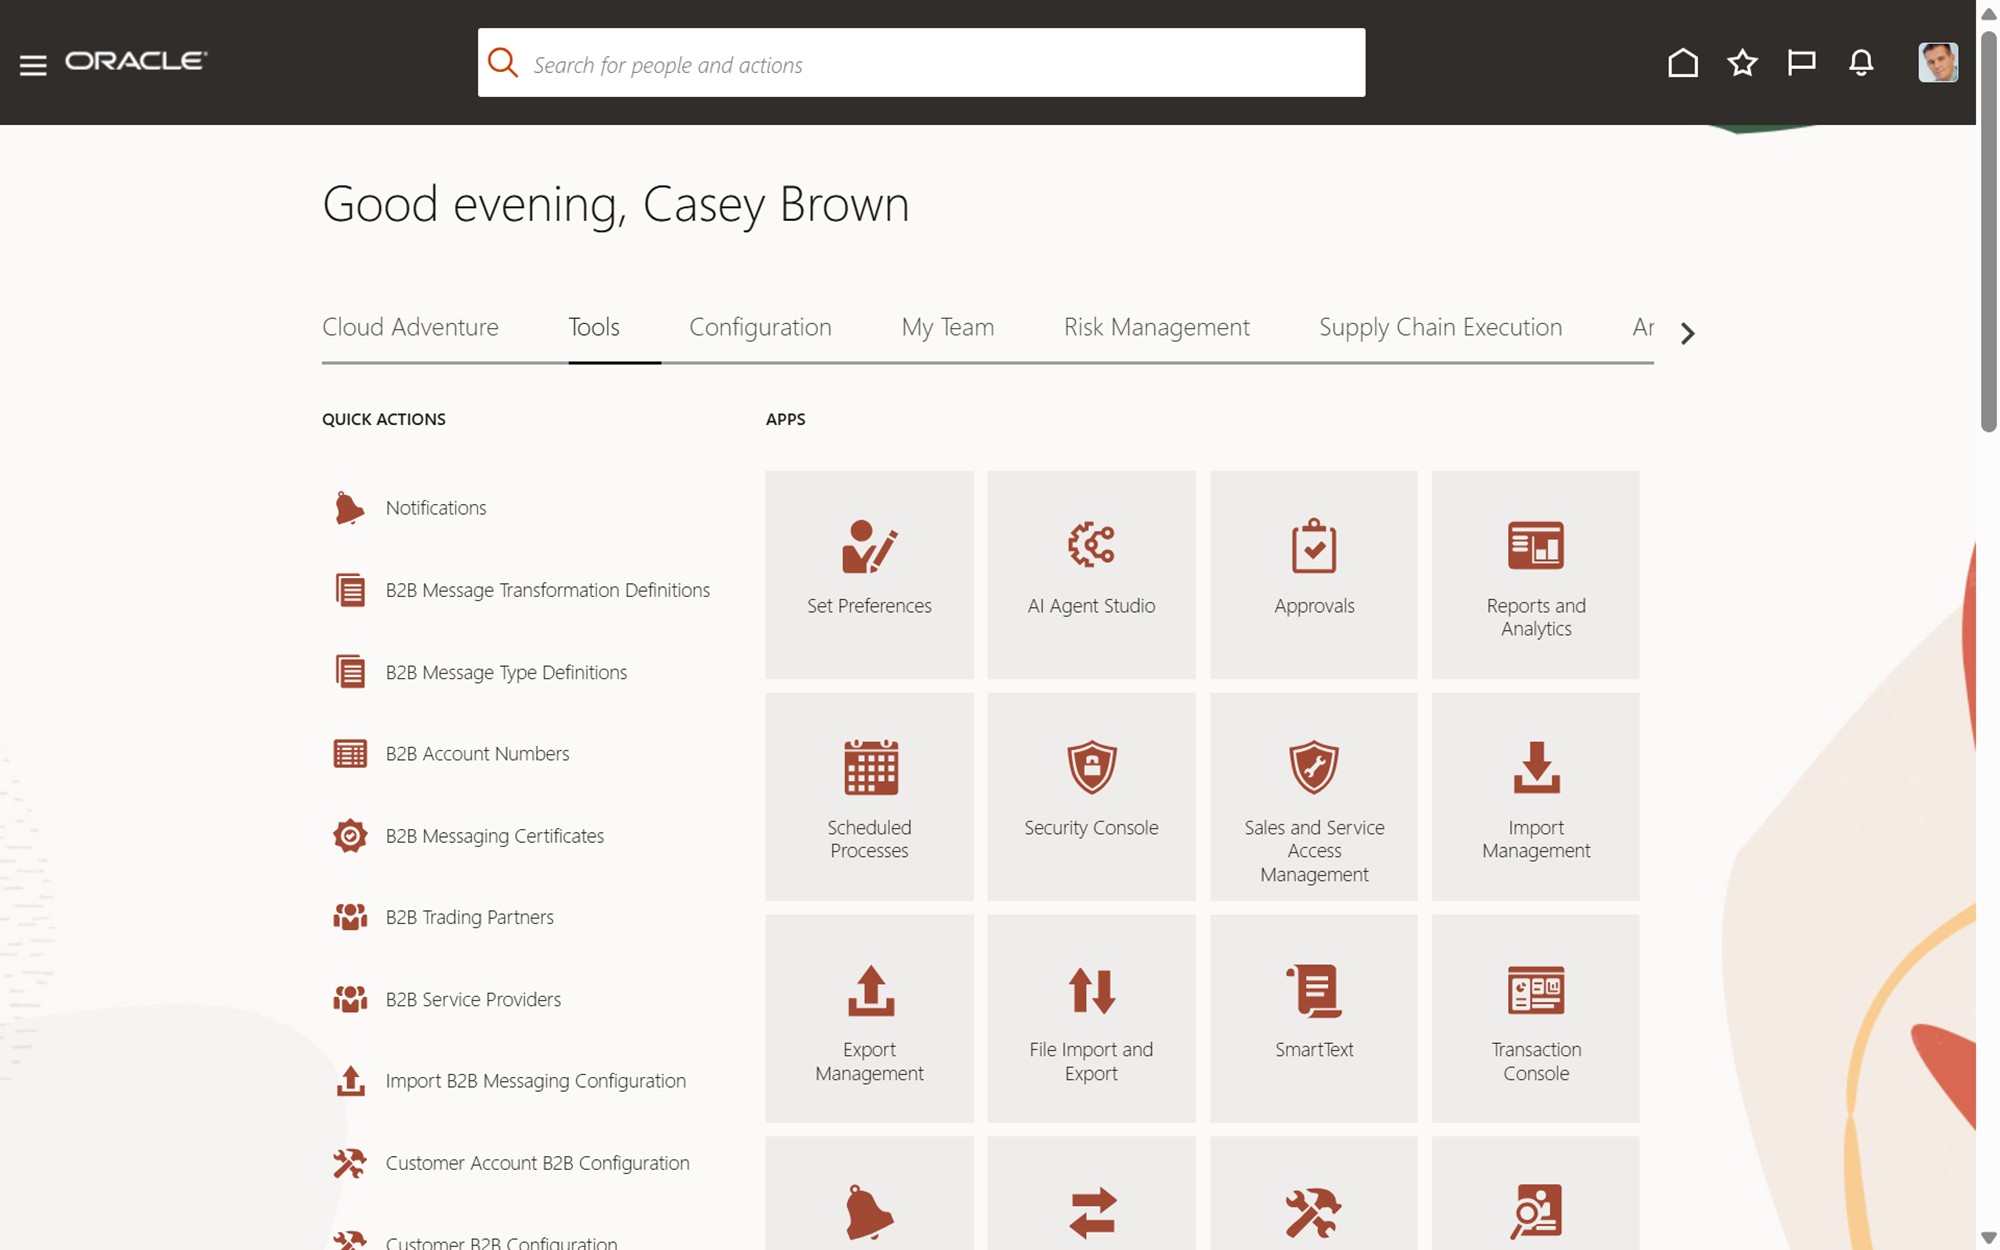 ORACLE
Search for people and actions
Good evening, Casey Brown
Cloud Adventure
Tools
Configuration
My Team
Risk Management
Supply Chain Execution
QUICK ACTIONS
Notifications
B2B Message Transformation Definitions
B2B Message Type Definitions
B2B Account Numbers
B2B Messaging Certificates
B2B Trading Partners
B2B Service Providers
Import B2B Messaging Configuration
Customer Account B2B Configuration
Customer B2B Configuration
APPS
Set Preferences
AI Agent Studio
Approvals
Reports and
Analytics
Scheduled
Processes
Security Console
Sales and Service
Access
Management
Import
Management
Export
Management
File Import and
Export
SmartText
Transaction
Console